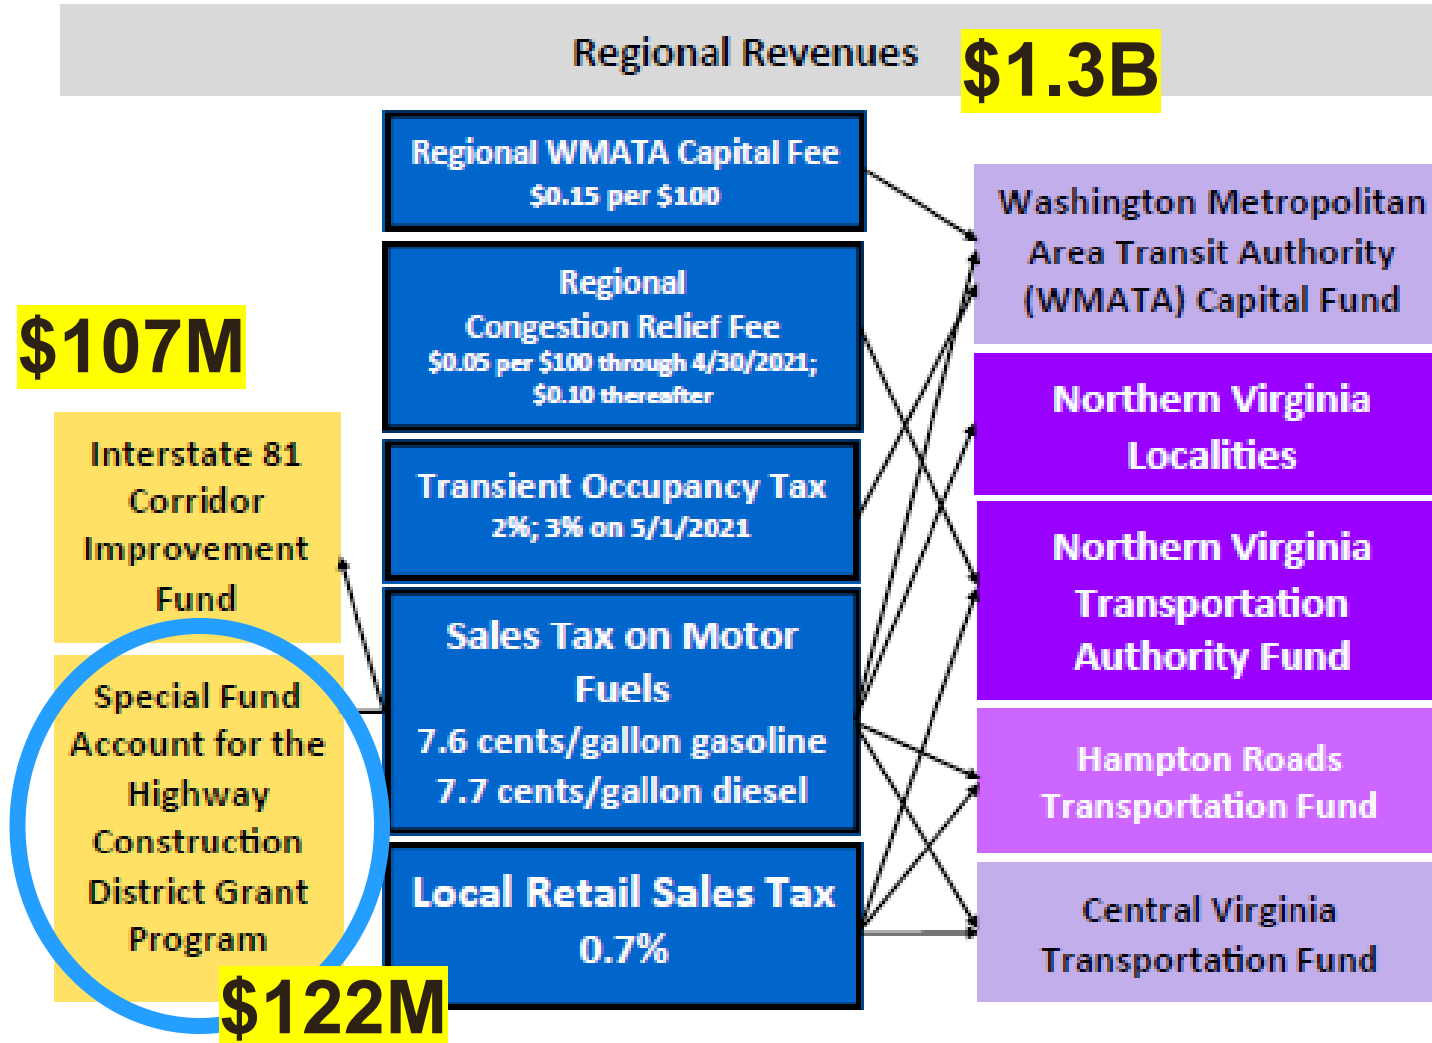 Regional Revenues
$1.3B
Regional WMATA Capital Fee
$0.15 per $100
Regional
Congestion Relief Fee
$0.05 per $100 through 4/30/2021;
$0.10 thereafter
Transient Occupancy Tax
2%; 3% on 5/1/2021
Sales Tax on Motor
Fuels
7.6 cents/gallon gasoline
7.7 cents/gallon diesel
Local Retail Sales Tax
0.7%
$107M
Interstate 81
Corridor
Improvement
Fund
Special Fund
Account for the
Highway
Construction
District Grant
Program
$122M
Washington Metropolitan
Area Transit Authority
(WMATA) Capital Fund
Northern Virginia
Localities
Northern Virginia
Transportation
Authority Fund
Hampton Roads
Transportation Fund
Central Virginia
Transportation Fund